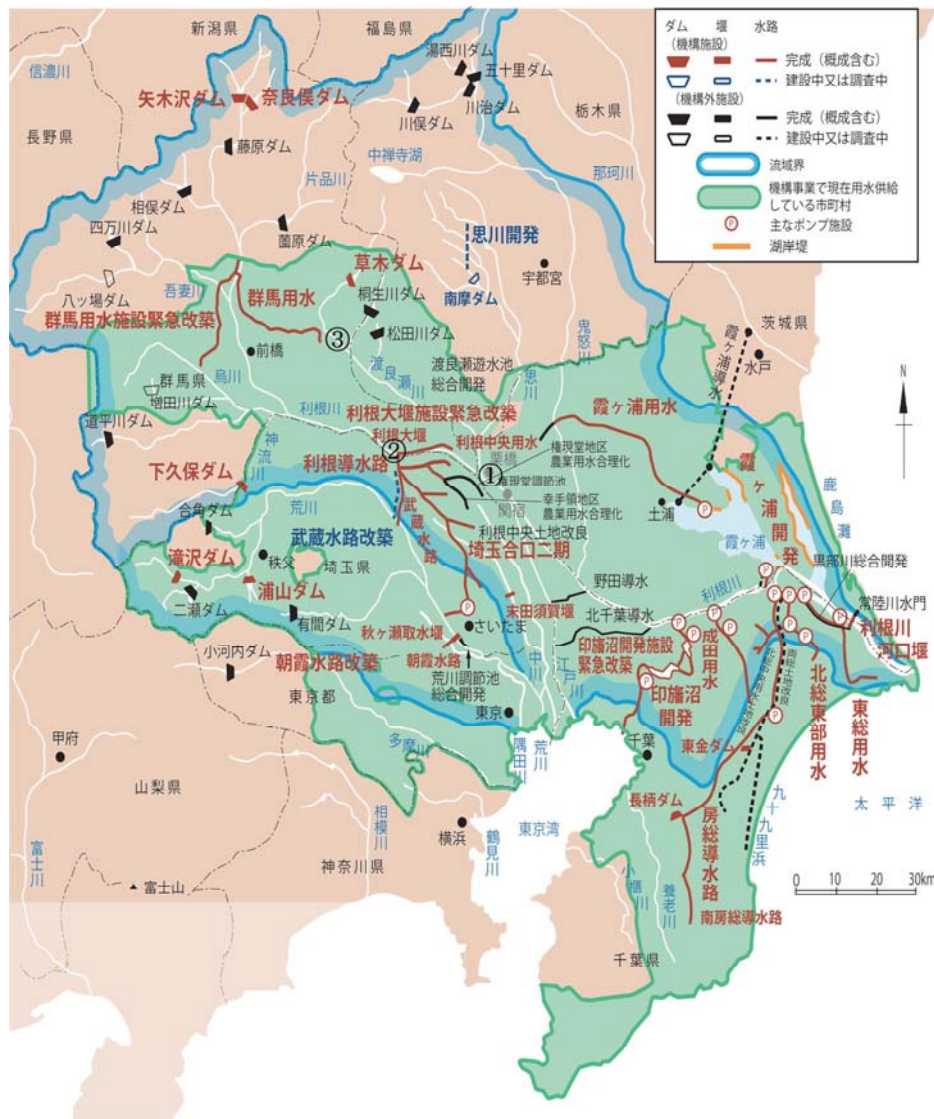 ダム 堰 水路
(機構施設)
完成(概成含む)
建設中又は調査中
(機構外施設)
完成(概成含む)
建設中又は調査中
流域界
機構事業で現在用水供給
している市町村
P 主なポンプ施設
湖岸堤
新潟県
福島県
信濃川
湯西川ダム
五十里ダム
矢木沢ダム
奈良俣ダム
川治ダム
川俣ダム
栃木県
長野県
藤原ダム
中禅寺湖
那珂川
片品川
相俣ダム
四万川ダム
薗原ダム
思川開発
宇都宮
草木ダム
南摩ダム
八ッ場ダム
吾妻川
群馬用水
桐生川ダム
群馬用水施設緊急改築
③
松田川ダム
鬼怒川
茨城県
霞ヶ浦導水
水戸
前橋
渡良瀬川
渡良瀬遊水池
総合開発
思川
N
群馬県
烏川
増田川ダム
利根川
道平川ダム
利根大堰施設緊急改築
霞ヶ浦用水
利根大堰
利根中央用水
神流川
②
栗橋
権現堂地区
農業用水合理化
利根導水路
①
権現堂調節池
下久保ダム
関宿
幸手領地区
農業用水合理化
霞ヶ浦開発
鹿島灘
土浦
荒川
合角ダム
武蔵水路
武蔵水路改築
利根中央土地改良
霞ヶ浦
埼玉合口二期
黒部川総合開発
滝沢ダム
秩父
埼玉県
野田導水
利根川
常陸川水門
浦山ダム
末田須賀堰
北千葉導水
利根川
河口堰
二瀬ダム
有間ダム
秋ヶ瀬取水堰
さいたま
印旛沼開発施設
緊急改築
成田用水
小河内ダム
朝霞水路改築
朝霞水路
荒川調節池
総合開発
中川
江戸川
印旛沼
開発
両総土地改良
北総東部用水
東総用水
東京都
東京
甲府
多摩川
隅田川
荒川
千葉
東金ダム
山梨県
長柄ダム
房総導水路
九十九里浜
太平洋
相模川
横浜
鶴見川
東京湾
富士川
神奈川県
小櫃川
養老川
0 10 20 30km
富士山
南房総導水路
千葉県